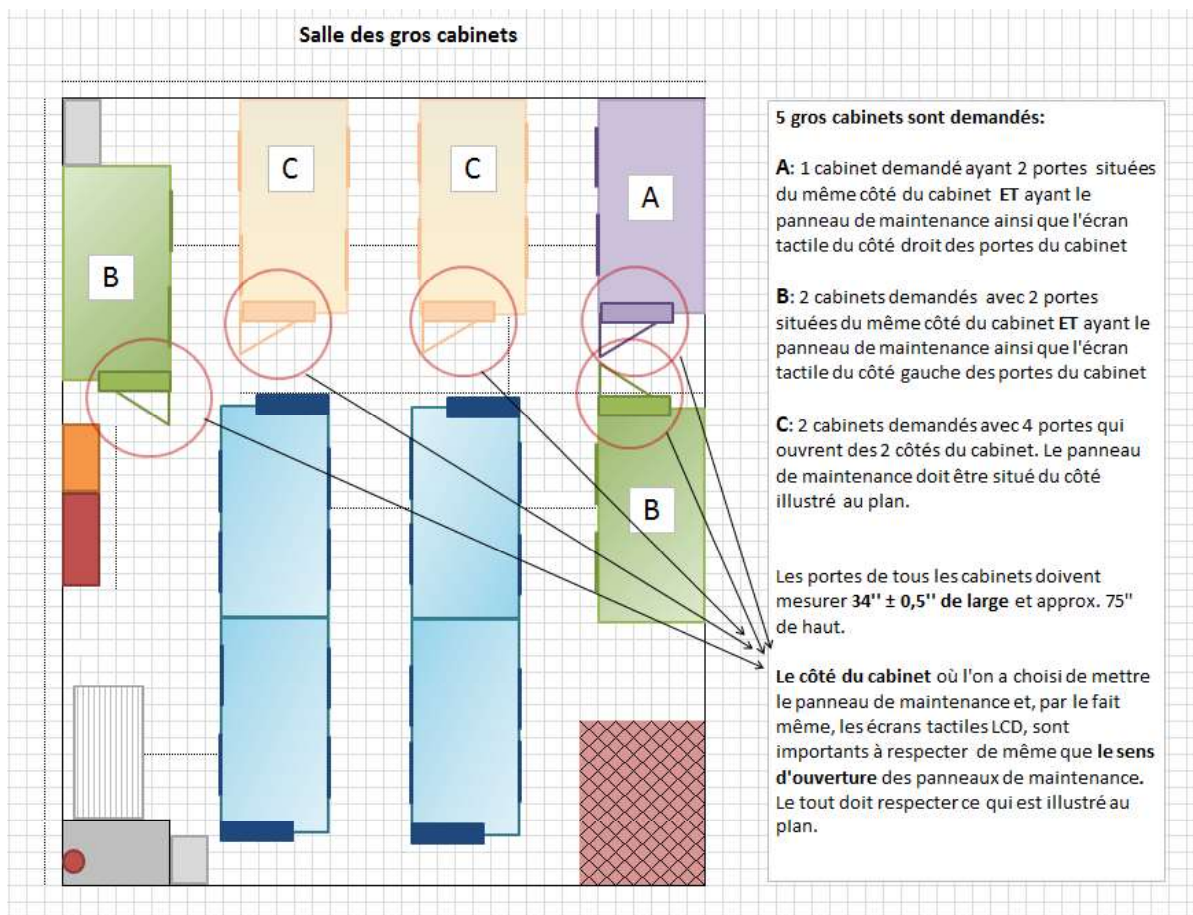 Salle des gros cabinets
C
C
A
B
B
5 gros cabinets sont demandés:
A: 1 cabinet demandé ayant 2 portes situées
du même côté du cabinet ET ayant le
panneau de maintenance ainsi que l'écran
tactile du côté droit des portes du cabinet
B: 2 cabinets demandés avec 2 portes
situées du même côté du cabinet ET ayant le
panneau de maintenance ainsi que l'écran
tactile du côté gauche des portes du cabinet
C: 2 cabinets demandés avec 4 portes qui
ouvrent des 2 côtés du cabinet. Le panneau
de maintenance doit être situé du côté
illustré au plan.
Les portes de tous les cabinets doivent
mesurer 34'' ± 0,5'' de large et approx. 75''
de haut.
Le côté du cabinet où l'on a choisi de mettre
le panneau de maintenance et, par le fait
même, les écrans tactiles LCD, sont
importants à respecter de même que le sens
d'ouverture des panneaux de maintenance.
Le tout doit respecter ce qui est illustré au
plan.